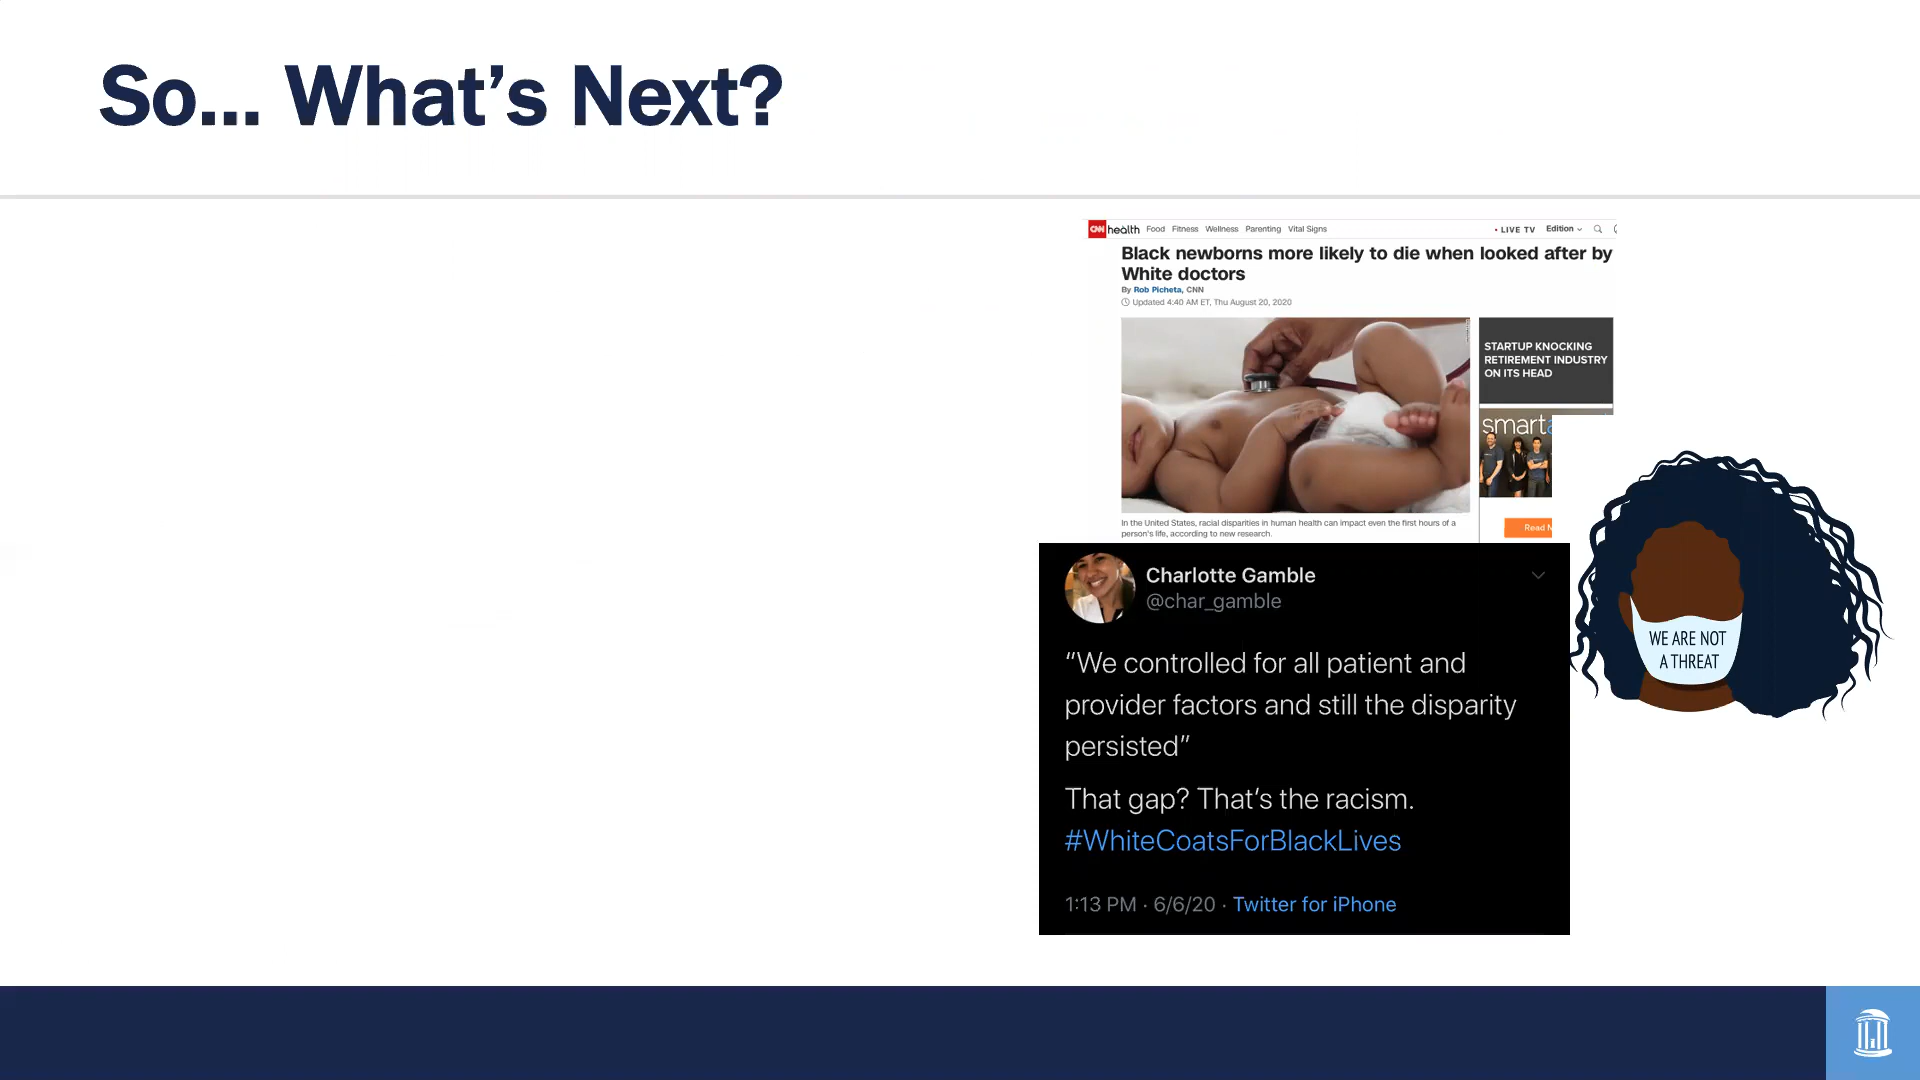 So... What's Next?
CNN health Food Fitness Wellness Parenting Vital Signs • LIVE TV Edition
Black newborns more likely to die when looked after by
White doctors
By Rob Picheta, CNN
Updated 4:40 AM ET, Thu August 20, 2020
STARTUP KNOCKING
RETIREMENT INDUSTRY
ON ITS HEAD
smart
Read
In the United States, racial disparities in human health can impact even the first hours of a
person's life, according to new research.
Charlotte Gamble
@char_gamble
“We controlled for all patient and
provider factors and still the disparity
persisted”
That gap? That's the racism.
#WhiteCoatsForBlackLives
1:13 PM · 6/6/20 · Twitter for iPhone
WE ARE NOT
A THREAT